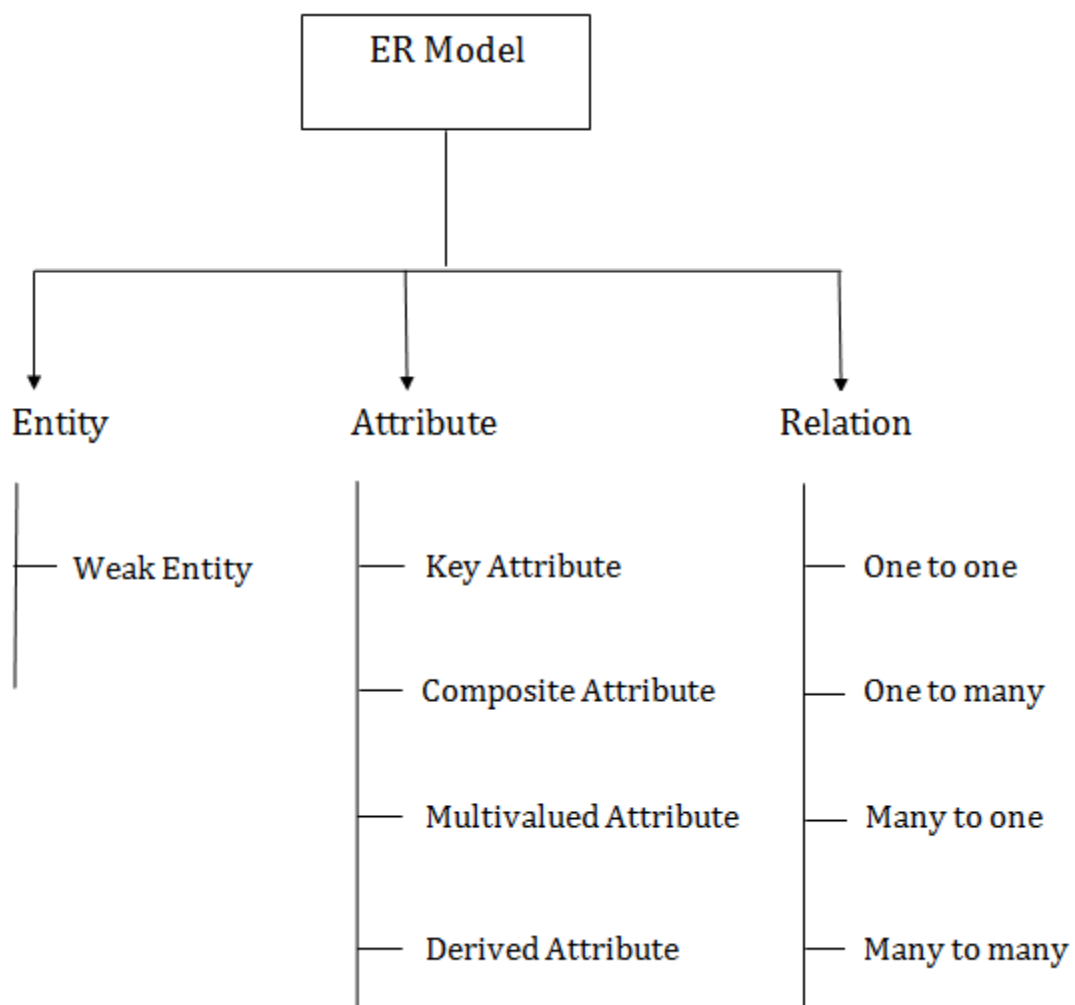 ER Model
Entity
Attribute
Relation
Weak Entity
Key Attribute
One to one
Composite Attribute
One to many
Multivalued Attribute
Many to one
Derived Attribute
Many to many